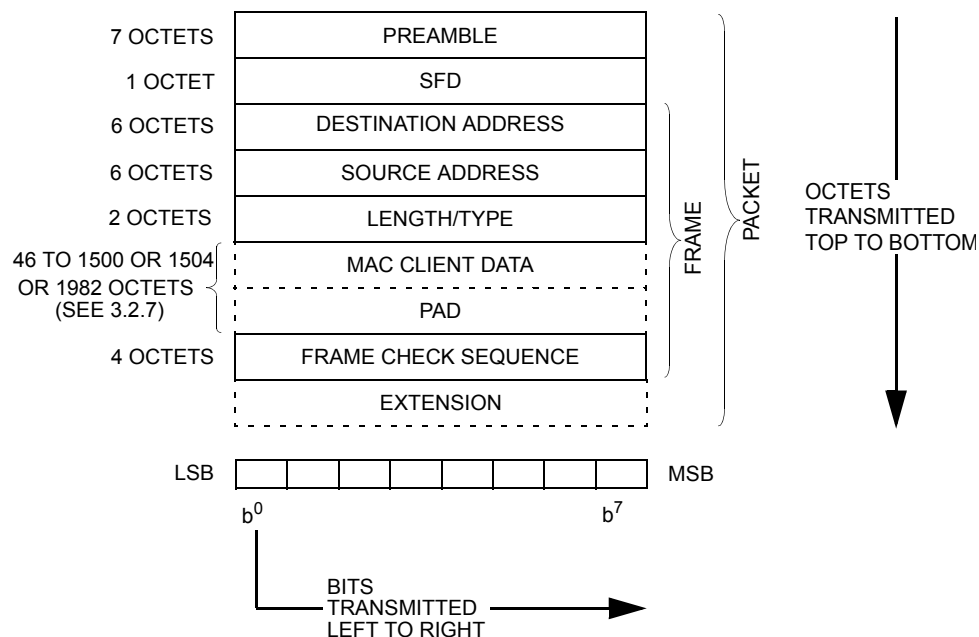 7 OCTETS PREAMBLE
1 OCTET SFD
6 OCTETS DESTINATION ADDRESS
6 OCTETS SOURCE ADDRESS
2 OCTETS LENGTH/TYPE
46 TO 1500 OR 1504
OR 1982 OCTETS
(SEE 3.2.7)
MAC CLIENT DATA
PAD
4 OCTETS FRAME CHECK SEQUENCE
EXTENSION
FRAME
PACKET
OCTETS
TRANSMITTED
TOP TO BOTTOM
LSB MSB
b⁰ b⁷
BITS
TRANSMITTED
LEFT TO RIGHT